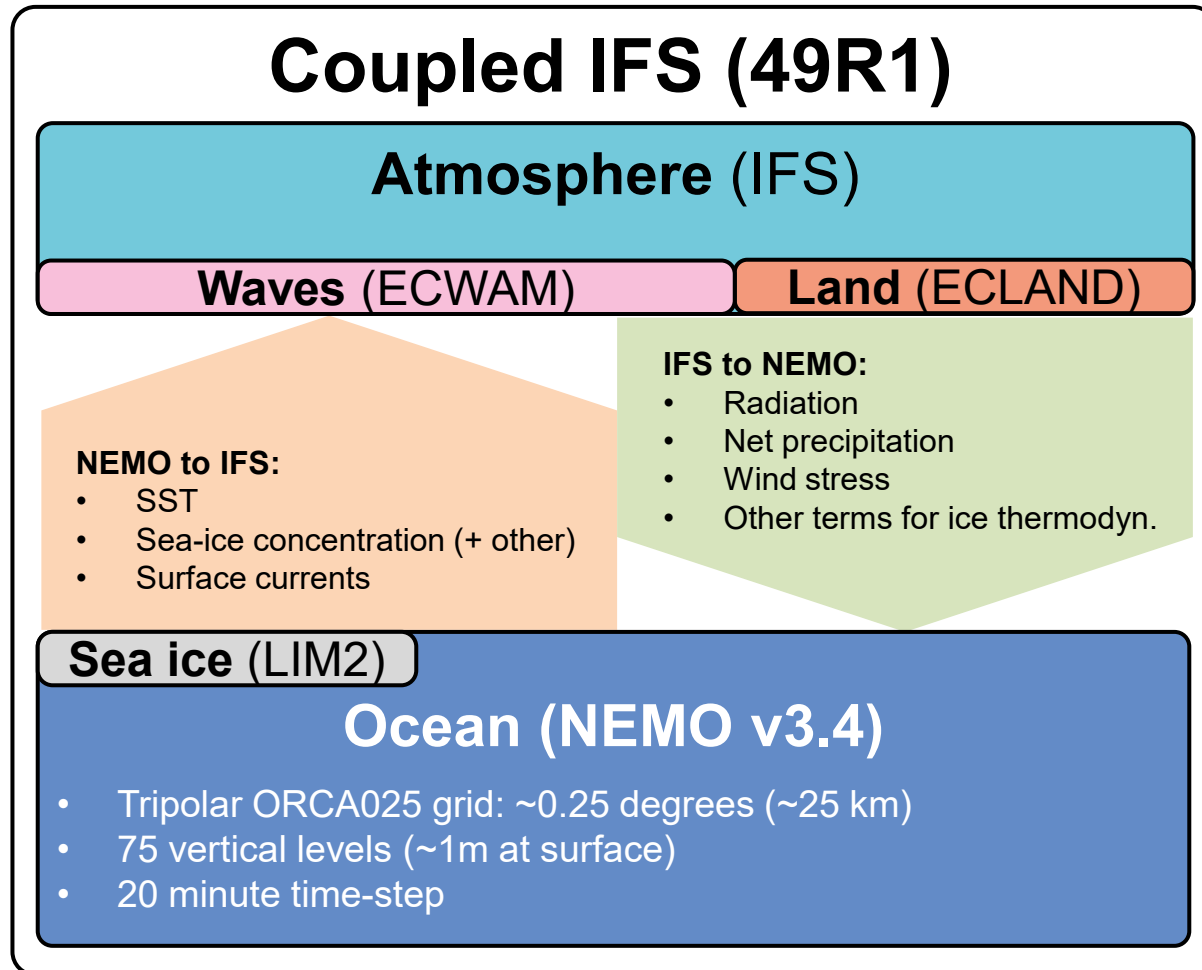 Coupled IFS (49R1)
Atmosphere (IFS)
Waves (ECWAM)
Land (ECLAND)
NEMO to IFS:
• SST
• Sea-ice concentration (+ other)
• Surface currents
IFS to NEMO:
• Radiation
• Net precipitation
• Wind stress
• Other terms for ice thermodyn.
Sea ice (LIM2)
Ocean (NEMO v3.4)
• Tripolar ORCA025 grid: ~0.25 degrees (~25 km)
• 75 vertical levels (~1m at surface)
• 20 minute time-step